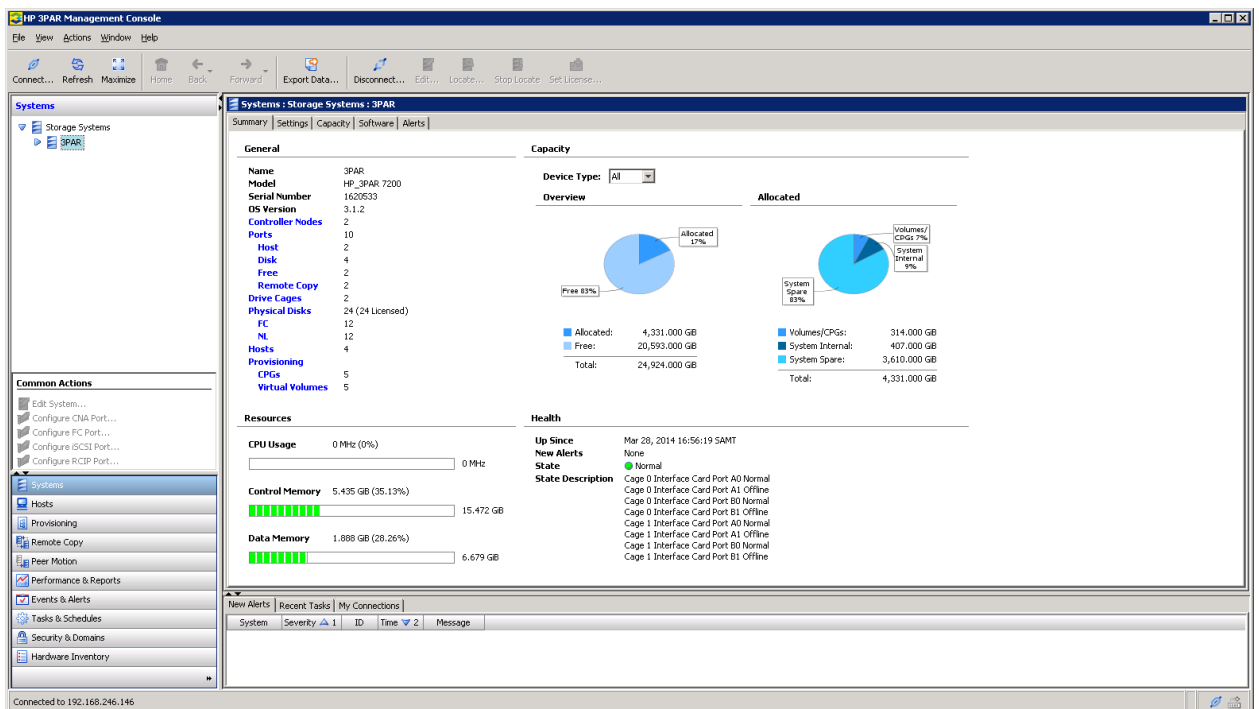 HP 3PAR Management Console
File View Actions Window Help
Connect... Refresh Maximize Home Back Forward Export Data... Disconnect... Edit... Locate... Stop Locate Set License...
Systems
Storage Systems
3PAR
Common Actions
Edit System...
Configure CNA Port...
Configure FC Port...
Configure iSCSI Port...
Configure RCIP Port...
Systems
Hosts
Provisioning
Remote Copy
Peer Motion
Performance & Reports
Events & Alerts
Tasks & Schedules
Security & Domains
Hardware Inventory
Systems : Storage Systems : 3PAR
Summary Settings Capacity Software Alerts
General
Name 3PAR
Model HP_3PAR 7200
Serial Number 1620533
OS Version 3.1.2
Controller Nodes 2
Ports 10
Host 2
Disk 4
Free 2
Remote Copy 2
Drive Cages 2
Physical Disks 24 (24 Licensed)
FC 12
NL 12
Hosts 4
Provisioning
CPGs 5
Virtual Volumes 5
Capacity
Device Type: All
Overview
Allocated
17%
Free 83%
Allocated: 4,331.000 GiB
Free: 20,593.000 GiB
Total: 24,924.000 GiB
Allocated
Volumes/
CPGs 7%
System
Internal
9%
System
Spare
83%
Volumes/CPGs: 314.000 GiB
System Internal: 407.000 GiB
System Spare: 3,610.000 GiB
Total: 4,331.000 GiB
Resources
CPU Usage 0 MHz (0%)
0 MHz
Control Memory 5.435 GiB (35.13%)
15.472 GiB
Data Memory 1.888 GiB (28.26%)
6.679 GiB
Health
Up Since Mar 28, 2014 16:56:19 SAMT
New Alerts None
State Normal
State Description Cage 0 Interface Card Port A0 Normal
Cage 0 Interface Card Port A1 Offline
Cage 0 Interface Card Port B0 Normal
Cage 0 Interface Card Port B1 Offline
Cage 1 Interface Card Port A0 Normal
Cage 1 Interface Card Port A1 Offline
Cage 1 Interface Card Port B0 Normal
Cage 1 Interface Card Port B1 Offline
New Alerts Recent Tasks My Connections
System Severity 1 ID Time 2 Message
Connected to 192.168.246.146